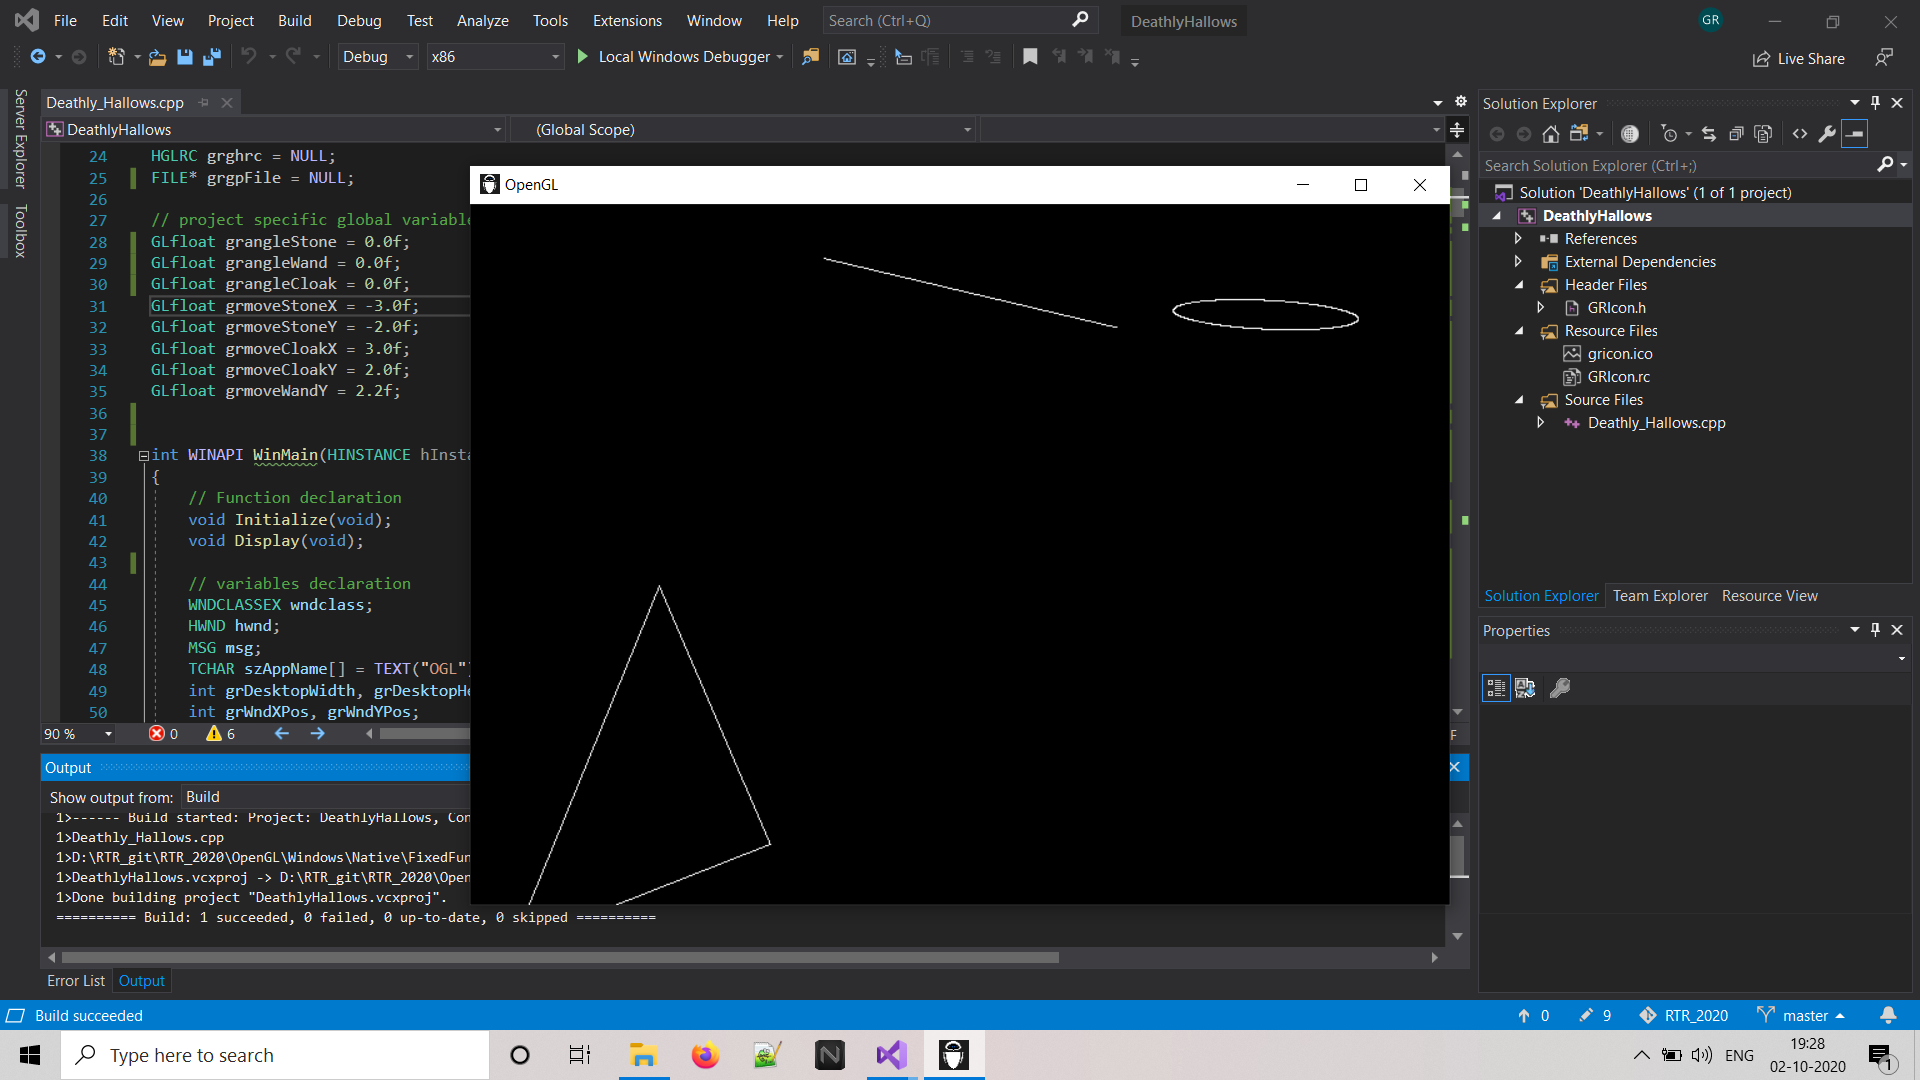 File Edit View Project Build Debug Test Analyze Tools Extensions Window Help Search (Ctrl+Q) DeathlyHallows GR
Debug x86 Local Windows Debugger Live Share
Server Explorer
Toolbox
Deathly_Hallows.cpp
DeathlyHallows (Global Scope)
24 HGLRC grghrc = NULL;
25 FILE* grgpFile = NULL;
26
27 // project specific global variable
28 GLfloat grangleStone = 0.0f;
29 GLfloat grangleWand = 0.0f;
30 GLfloat grangleCloak = 0.0f;
31 GLfloat grmoveStoneX = -3.0f;
32 GLfloat grmoveStoneY = -2.0f;
33 GLfloat grmoveCloakX = 3.0f;
34 GLfloat grmoveCloakY = 2.0f;
35 GLfloat grmoveWandY = 2.2f;
36
37
38 int WINAPI WinMain(HINSTANCE hInsta
39 {
40 // Function declaration
41 void Initialize(void);
42 void Display(void);
43
44 // variables declaration
45 WNDCLASSEX wndclass;
46 HWND hwnd;
47 MSG msg;
48 TCHAR szAppName[] = TEXT("OGL")
49 int grDesktopWidth, grDesktopHe
50 int grWndXPos, grWndYPos;
90 % 0 6
OpenGL
Output
Show output from: Build
1>------ Build started: Project: DeathlyHallows, Con
1>Deathly_Hallows.cpp
1>D:\RTR_git\RTR_2020\OpenGL\Windows\Native\FixedFun
1>DeathlyHallows.vcxproj -> D:\RTR_git\RTR_2020\Open
1>Done building project "DeathlyHallows.vcxproj".
========== Build: 1 succeeded, 0 failed, 0 up-to-date, 0 skipped ==========
Error List Output
Solution Explorer
Search Solution Explorer (Ctrl+;)
Solution 'DeathlyHallows' (1 of 1 project)
DeathlyHallows
References
External Dependencies
Header Files
GRIcon.h
Resource Files
gricon.ico
GRIcon.rc
Source Files
Deathly_Hallows.cpp
Solution Explorer Team Explorer Resource View
Properties
Build succeeded 0 9 RTR_2020 master
Type here to search
ENG
19:28
02-10-2020
1